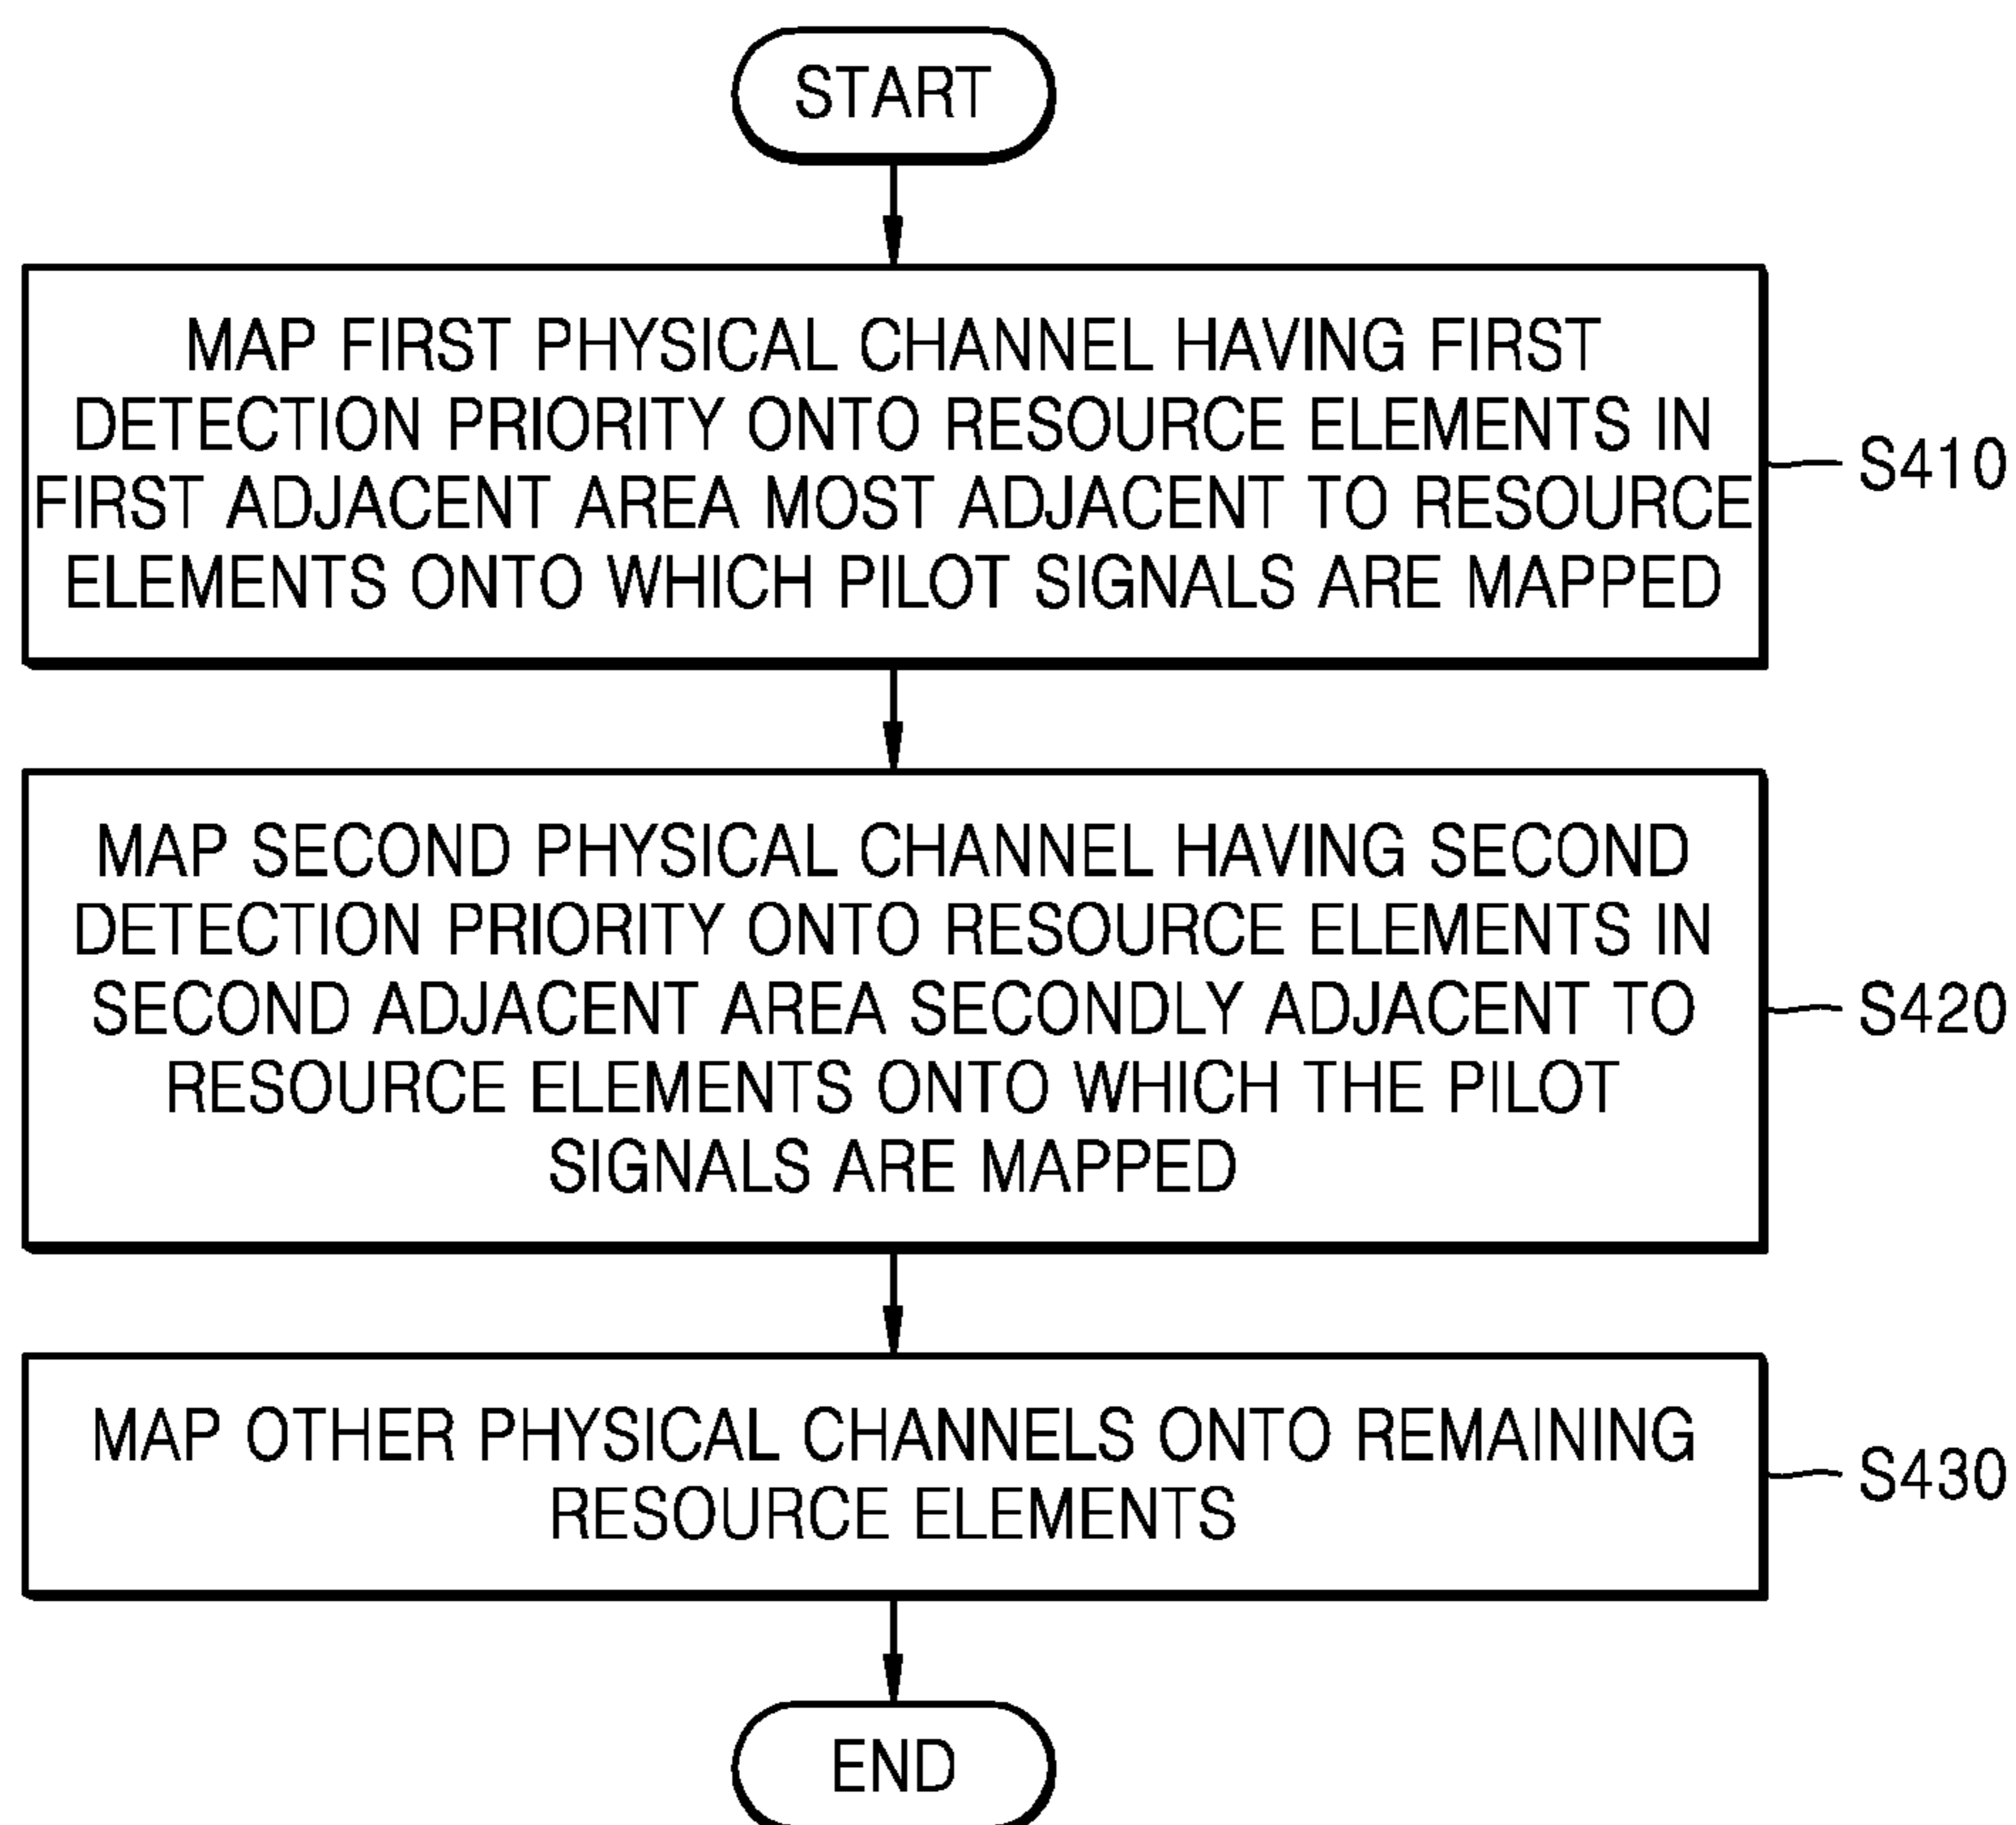 START
MAP FIRST PHYSICAL CHANNEL HAVING FIRST
DETECTION PRIORITY ONTO RESOURCE ELEMENTS IN
FIRST ADJACENT AREA MOST ADJACENT TO RESOURCE
ELEMENTS ONTO WHICH PILOT SIGNALS ARE MAPPED
S410
MAP SECOND PHYSICAL CHANNEL HAVING SECOND
DETECTION PRIORITY ONTO RESOURCE ELEMENTS IN
SECOND ADJACENT AREA SECONDLY ADJACENT TO
RESOURCE ELEMENTS ONTO WHICH THE PILOT
SIGNALS ARE MAPPED
S420
MAP OTHER PHYSICAL CHANNELS ONTO REMAINING
RESOURCE ELEMENTS
S430
END